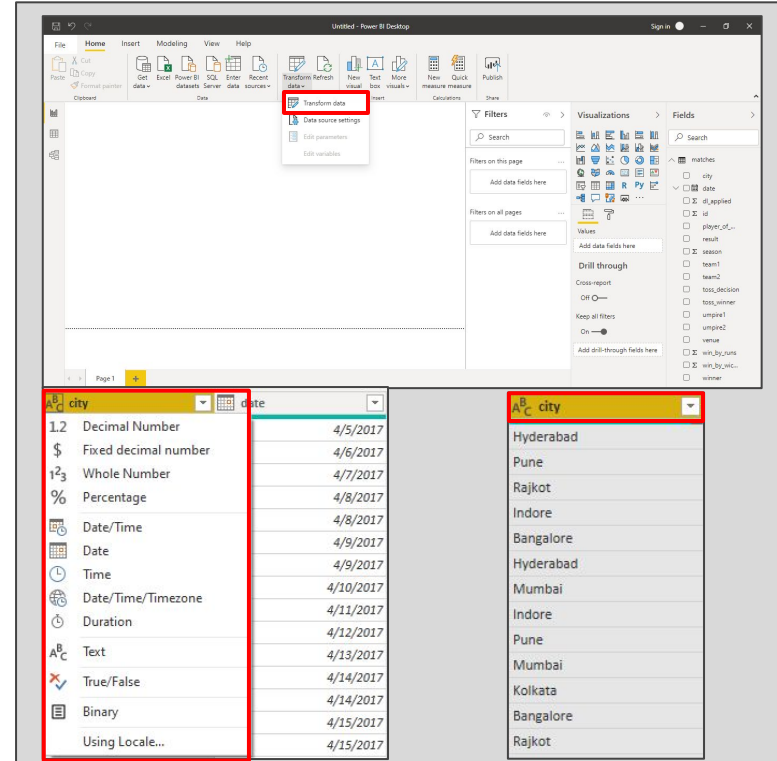 Untitled - Power BI Desktop
Sign in
File Home Insert Modeling View Help
Paste
Cut
Copy
Format painter
Clipboard
Get data
Excel
Power BI datasets
SQL Server
Enter data
Recent sources
Data
Transform data
Refresh
New visual
Text box
More visuals
Insert
New measure
Quick measure
Calculations
Publish
Share
Transform data
Data source settings
Edit parameters
Edit variables
Filters
Search
Filters on this page ...
Add data fields here
Filters on all pages ...
Add data fields here
Visualizations
R Py
...
Values
Add data fields here
Drill through
Cross-report
Off
Keep all filters
On
Add drill-through fields here
Fields
Search
matches
city
date
Σ dl_applied
Σ id
player_of_...
result
Σ season
team1
team2
toss_decision
toss_winner
umpire1
umpire2
venue
Σ win_by_runs
Σ win_by_wic...
winner
Page 1 +
ABC city
date
1.2 Decimal Number
$ Fixed decimal number
123 Whole Number
% Percentage
Date/Time
Date
Time
Date/Time/Timezone
Duration
ABC Text
True/False
Binary
Using Locale...
4/5/2017
4/6/2017
4/7/2017
4/8/2017
4/8/2017
4/9/2017
4/9/2017
4/10/2017
4/11/2017
4/12/2017
4/13/2017
4/14/2017
4/14/2017
4/15/2017
4/15/2017
ABC city
Hyderabad
Pune
Rajkot
Indore
Bangalore
Hyderabad
Mumbai
Indore
Pune
Mumbai
Kolkata
Bangalore
Rajkot